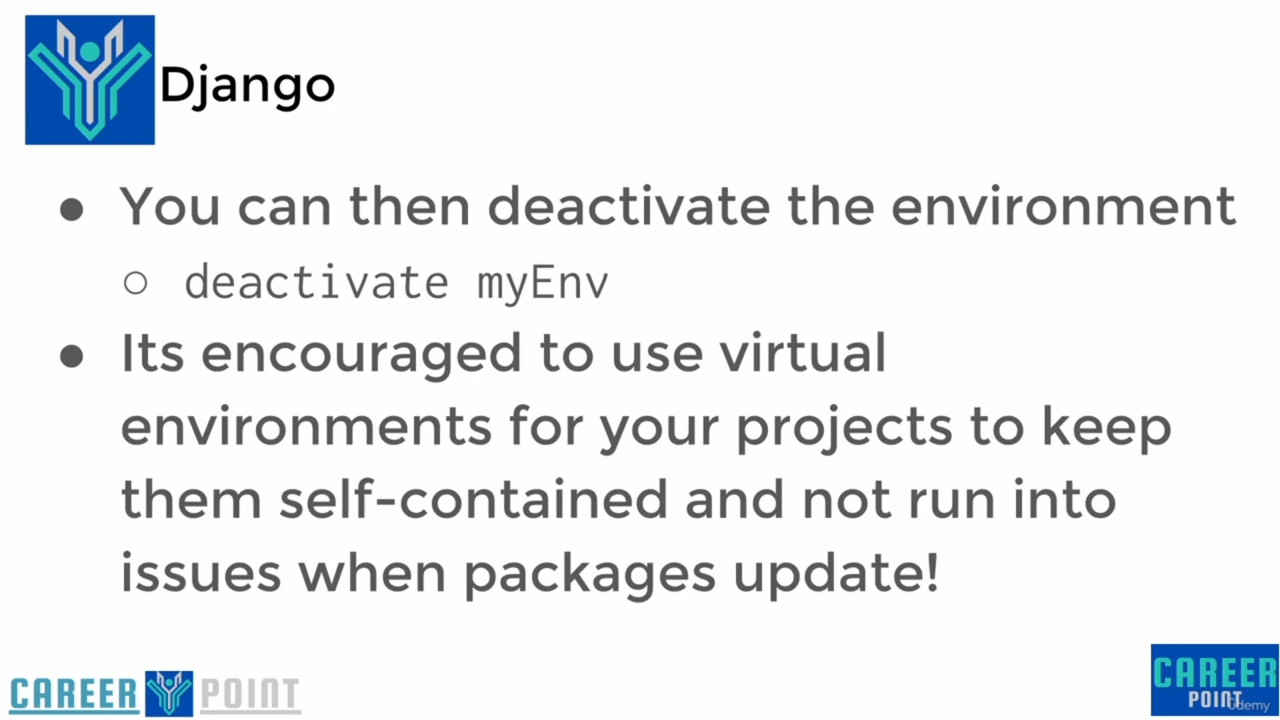 Django
● You can then deactivate the environment
○ deactivate myEnv
● Its encouraged to use virtual
environments for your projects to keep
them self-contained and not run into
issues when packages update!
CAREER POINT
CAREER
POINT
Udemy